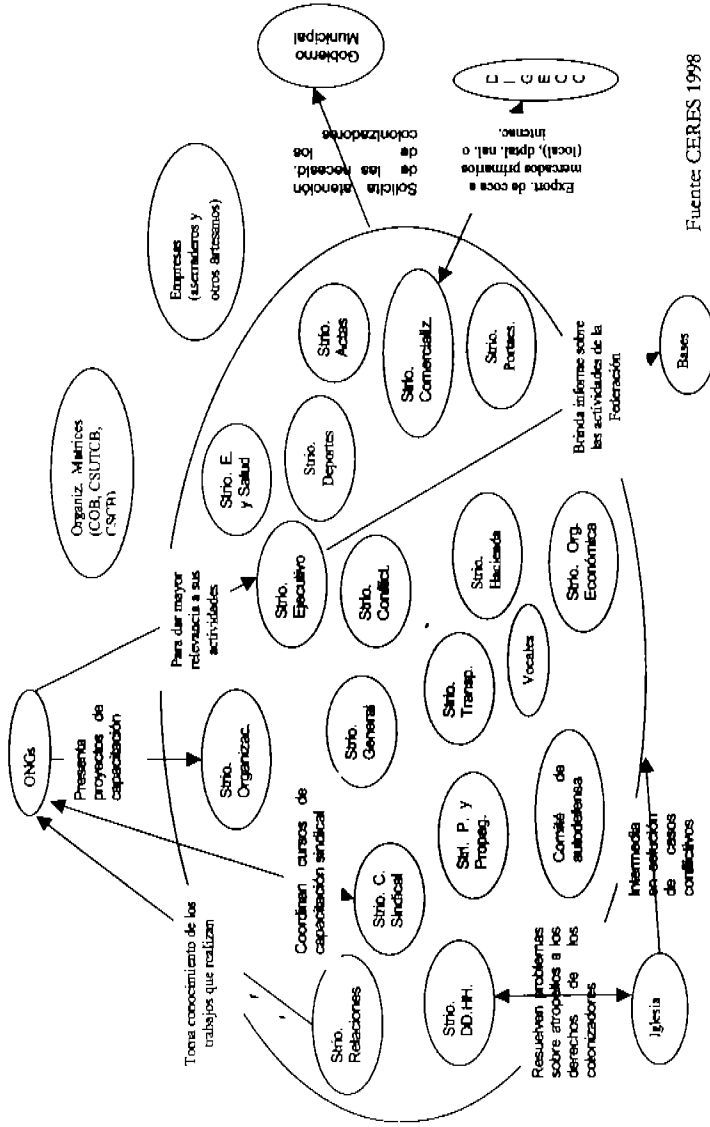 ONGs
Organiz. Matrices
(COB, CSUTCB,
CSCB)
Empresas
(aserraderos y
otros artesanos)
Gobierno
Municipal
Toma conocimiento de los
trabajos que realizan
Presenta
proyectos de
capacitación
Para dar mayor
relevancia a sus
actividades
Solicita atención
de las necesid.
de los
colonizadores
Coordinan cursos de
capacitación sindical
Strio.
Organizac.
Strio.
Ejecutivo
Strio. E.
y Salud
Strio.
Deportes
Strio.
Actas
Strio.
Relaciones
Strio. C.
Sindical
Strio.
General
Strio.
Conflict.
Strio.
Comercializ.
Export. de coca a
mercados primarios
(local), dptal. nal. o
internac.
DIGECO
Strio.
DD.HH.
Stri. P. y
Propag.
Strio.
Transp.
Strio.
Hacienda
Strio.
Portaes.
Vocales
Comité de
autodefensa
Strio. Org.
Económica
Resuelvan problemas
sobre atropellos a los
derechos de los
colonizadores
Intermedia
en solución
de casos
conflictivos
Brinda informe sobre
las actividades de la
Federación
Iglesia
Bases
Fuente: CERES 1998